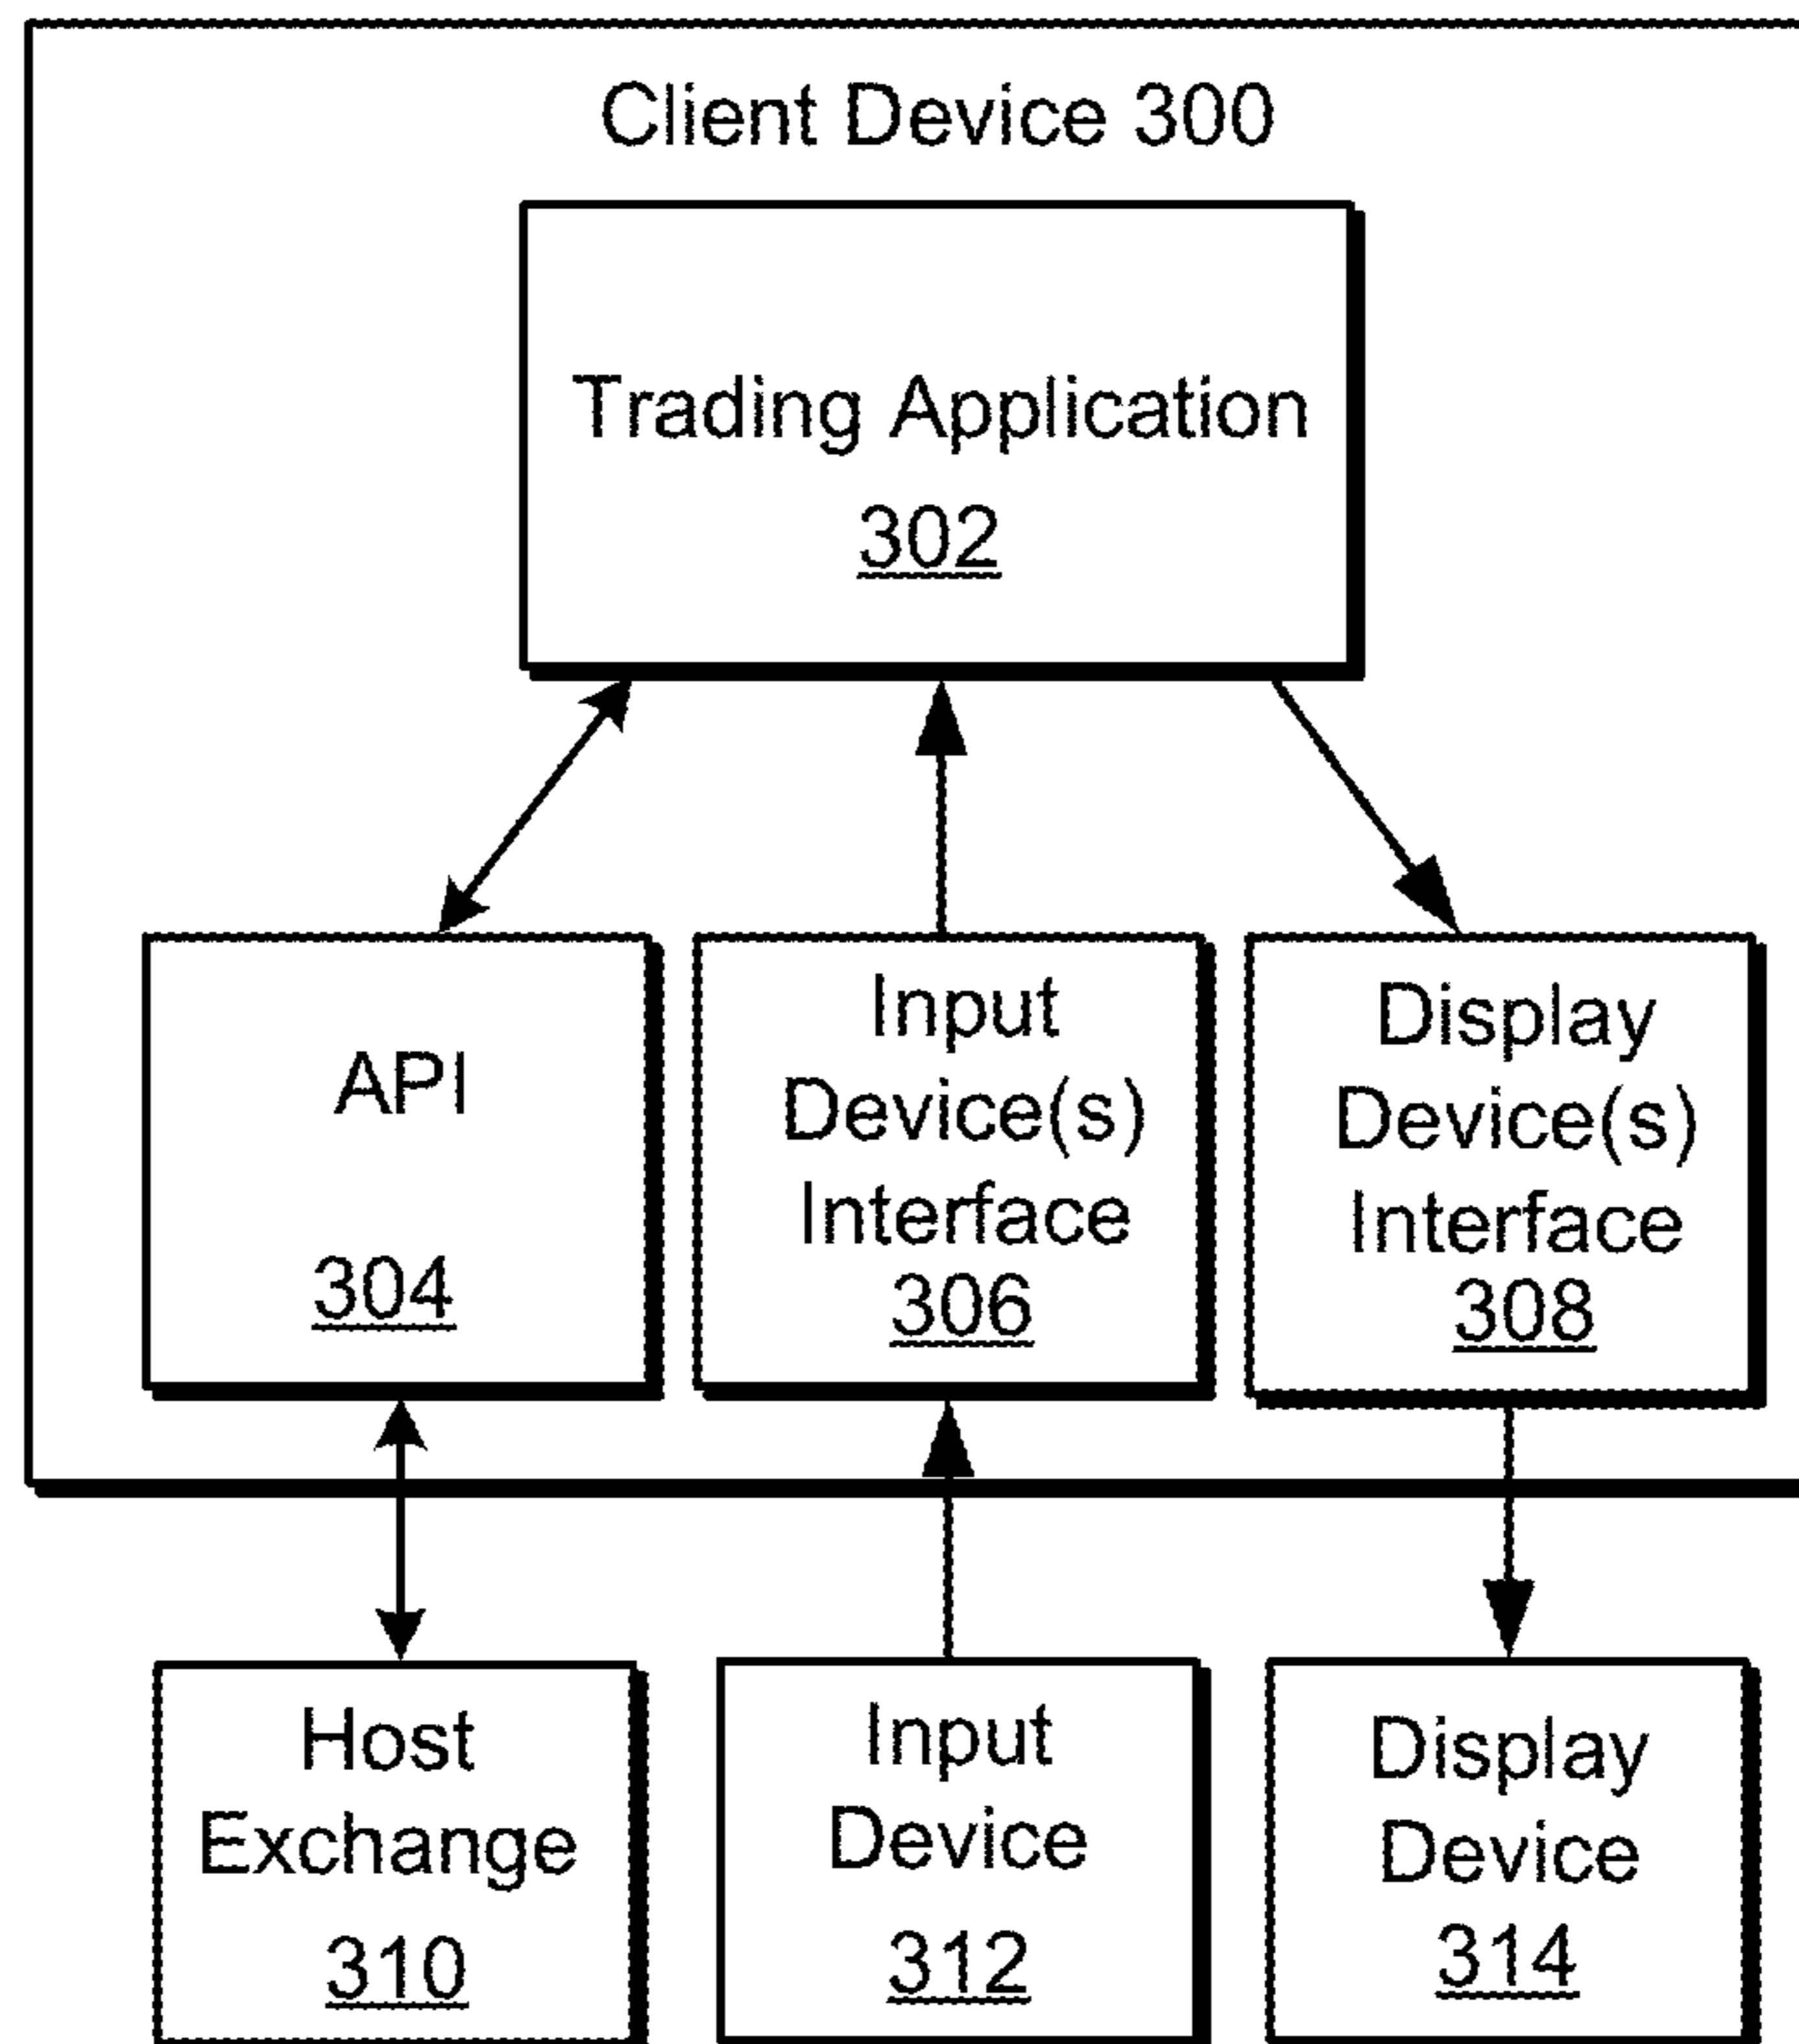 Client Device 300
Trading Application
302
API
304
Input
Device(s)
Interface
306
Display
Device(s)
Interface
308
Host
Exchange
310
Input
Device
312
Display
Device
314